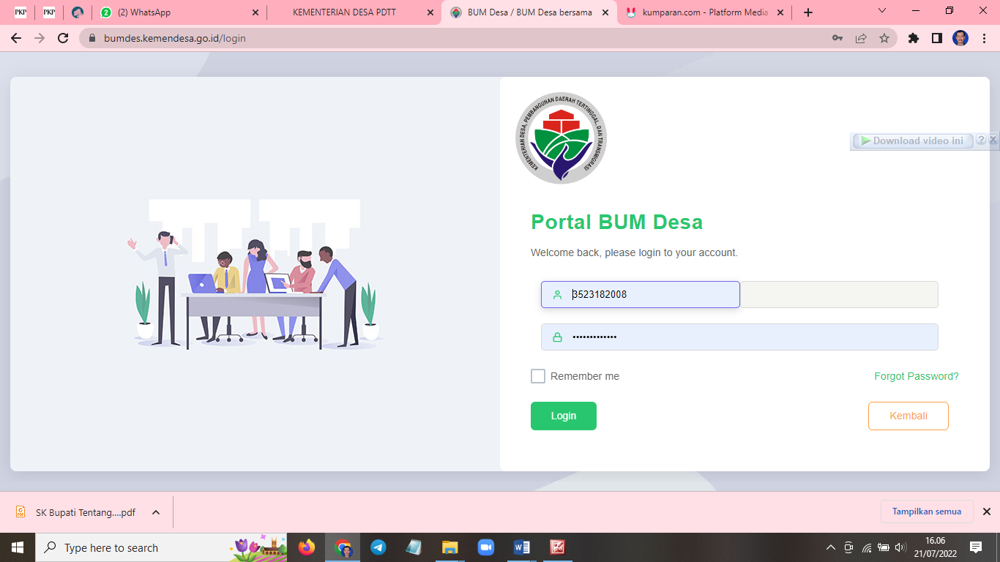 PKP
PKP
(2) WhatsApp
KEMENTERIAN DESA PDTT
BUM Desa / BUM Desa bersama
kumparan.com - Platform Media
bumdes.kemendesa.go.id/login
KEMENTERIAN DESA, PEMBANGUNAN DAERAH TERTINGGAL, DAN TRANSMIGRASI
Download video ini ? X
Portal BUM Desa
Welcome back, please login to your account.
3523182008
•••••••••••••
Remember me
Forgot Password?
Login
Kembali
SK Bupati Tentang....pdf
Tampilkan semua
Type here to search
16.06
21/07/2022